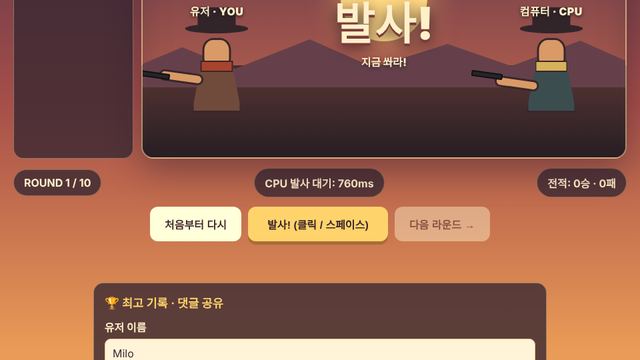 유저 · YOU
컴퓨터 · CPU
발사!
지금 쏴라!
ROUND 1 / 10
CPU 발사 대기: 760ms
전적: 0승 · 0패
처음부터 다시
발사! (클릭 / 스페이스)
다음 라운드 →
🏆 최고 기록 · 댓글 공유
유저 이름
Milo